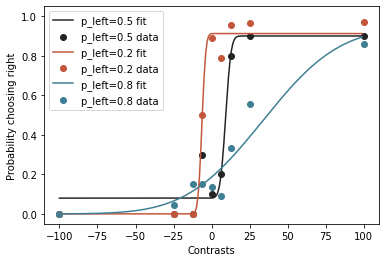 p_left=0.5 fit
p_left=0.5 data
p_left=0.2 fit
p_left=0.2 data
p_left=0.8 fit
p_left=0.8 data
Probability choosing right
1.0
0.8
0.6
0.4
0.2
0.0
−100 −75 −50 −25 0 25 50 75 100
Contrasts